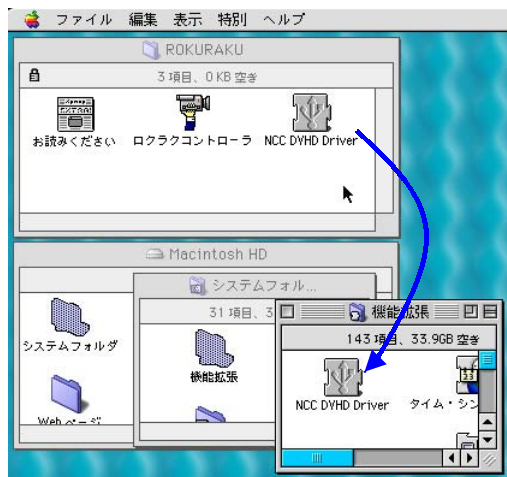 ファイル 編集 表示 特別 ヘルプ
ROKURAKU
3 項目、0 KB 空き
お読みください ロクラクコントローラ NCC DVHD Driver
Macintosh HD
システムフォル...
31 項目、3
機能拡張
143 項目、33.9GB 空き
システムフォルダ
機能拡張
NCC DVHD Driver タイム・シン
Web ページ